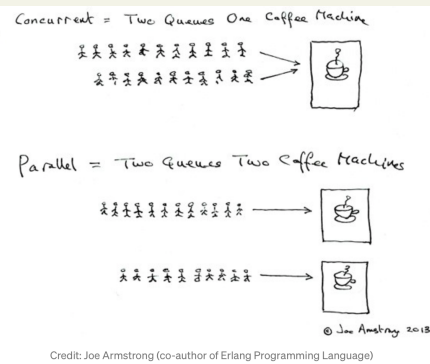 Concurrent = Two Queues One Coffee Machine
Parallel = Two Queues Two Coffee Machines
© Joe Armstrong 2013
Credit: Joe Armstrong (co-author of Erlang Programming Language)